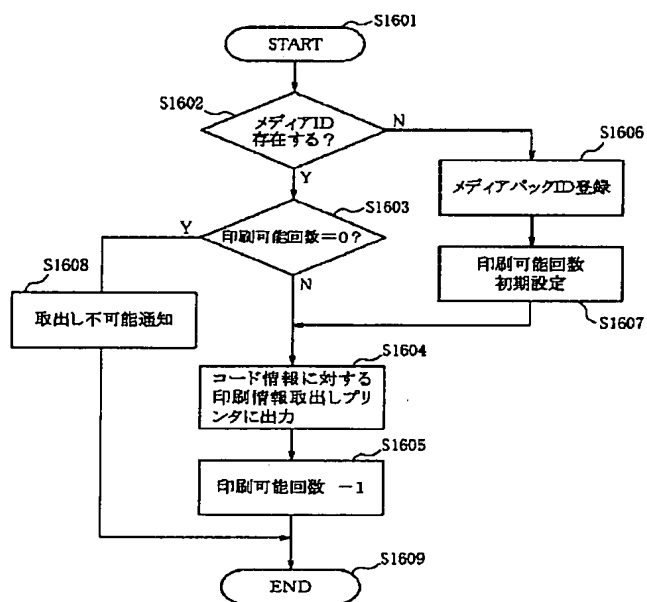 S1601
START
S1602
メディアID
存在する?
N
S1606
メディアパックID登録
Y
S1603
印刷可能回数=0?
Y
N
S1608
取出し不可能通知
印刷可能回数
初期設定
S1607
S1604
コード情報に対する
印刷情報取出しプリ
ンタに出力
S1605
印刷可能回数 -1
S1609
END